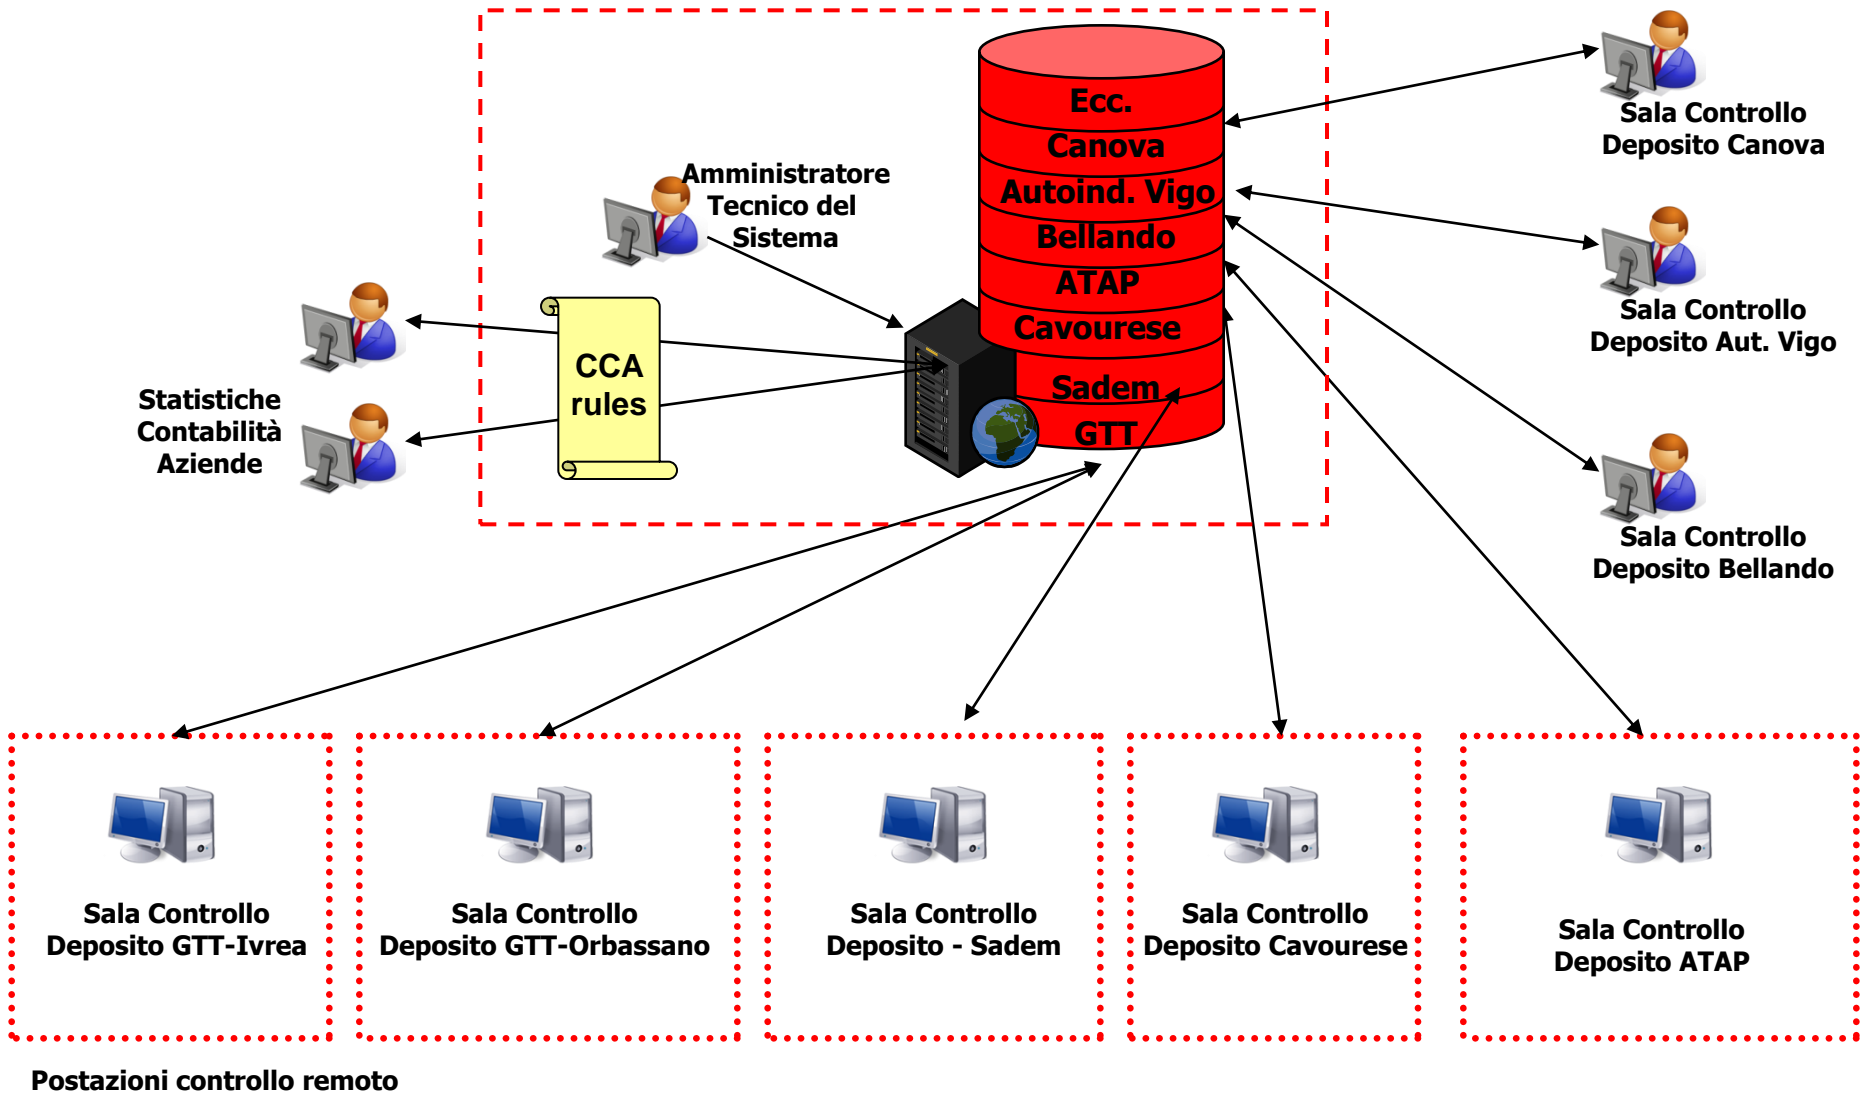 Ecc.
Canova
Autoind. Vigo
Bellando
ATAP
Cavourese
Sadem
GTT
Amministratore
Tecnico del
Sistema
CCA
rules
Statistiche
Contabilità
Aziende
Sala Controllo
Deposito Canova
Sala Controllo
Deposito Aut. Vigo
Sala Controllo
Deposito Bellando
Sala Controllo
Deposito GTT-Ivrea
Sala Controllo
Deposito GTT-Orbassano
Sala Controllo
Deposito - Sadem
Sala Controllo
Deposito Cavourese
Sala Controllo
Deposito ATAP
Postazioni controllo remoto